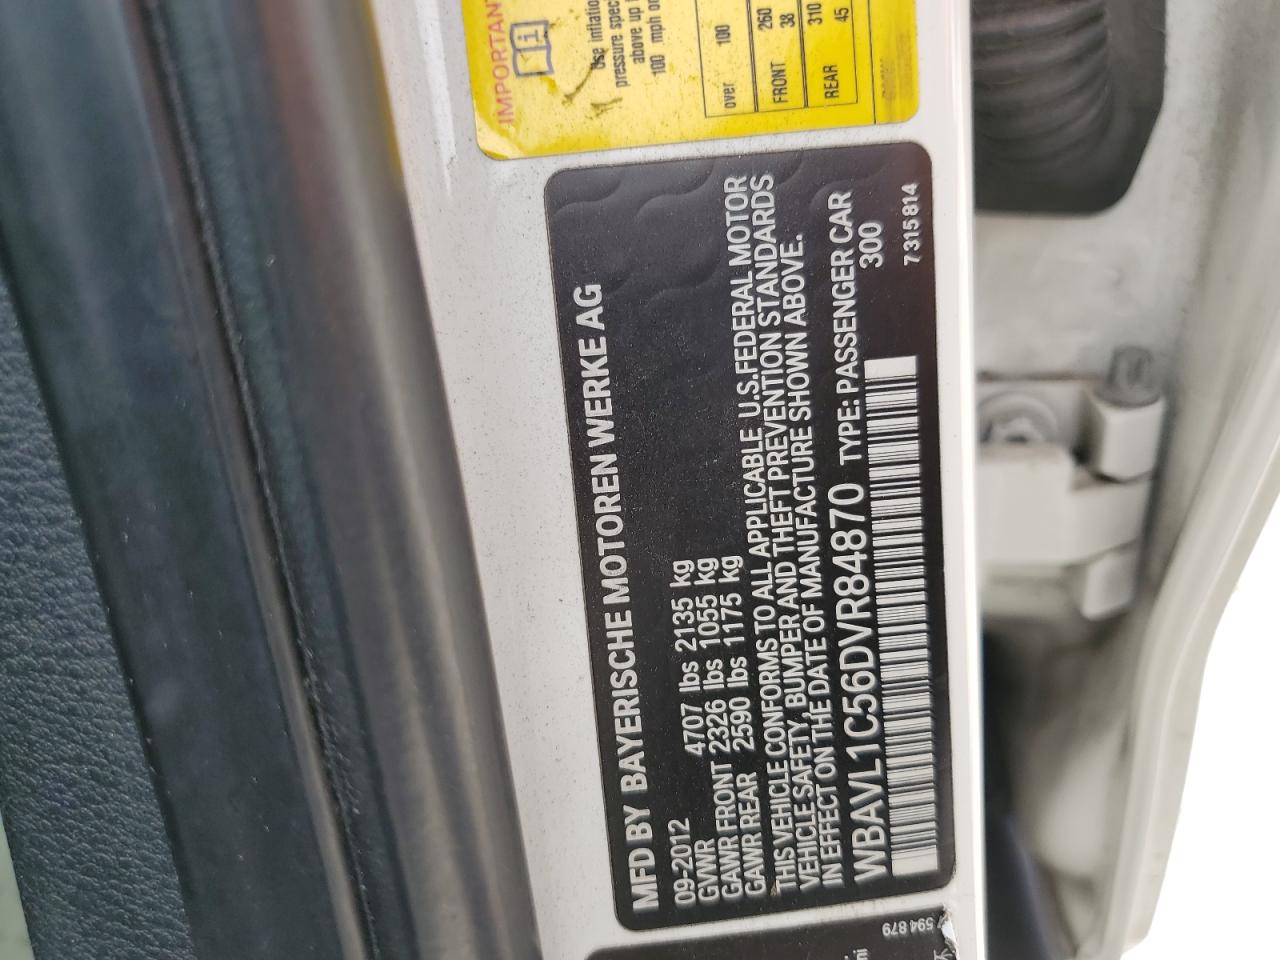 IMPORTANT
Use inflation
pressure spec
above up
100 mph or
over 100
FRONT 260
38
REAR 310
45
MFD BY BAYERISCHE MOTOREN WERKE AG
09-2012
GVWR 4707 lbs 2135 kg
GAWR FRONT 2326 lbs 1055 kg
GAWR REAR 2590 lbs 1175 kg
THIS VEHICLE CONFORMS TO ALL APPLICABLE U.S.FEDERAL MOTOR
VEHICLE SAFETY, BUMPER AND THEFT PREVENTION STANDARDS
IN EFFECT ON THE DATE OF MANUFACTURE SHOWN ABOVE.
WBAVL1C56DVR84870 TYPE: PASSENGER CAR
300
7315814
594 879